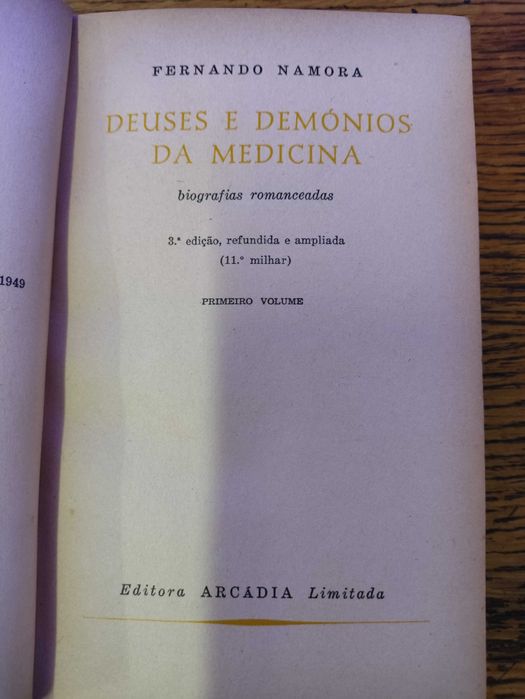 FERNANDO NAMORA
DEUSES E DEMÓNIOS
DA MEDICINA
biografias romanceadas
3.ª edição, refundida e ampliada
(11.º milhar)
1949
PRIMEIRO VOLUME
Editora ARCÁDIA Limitada